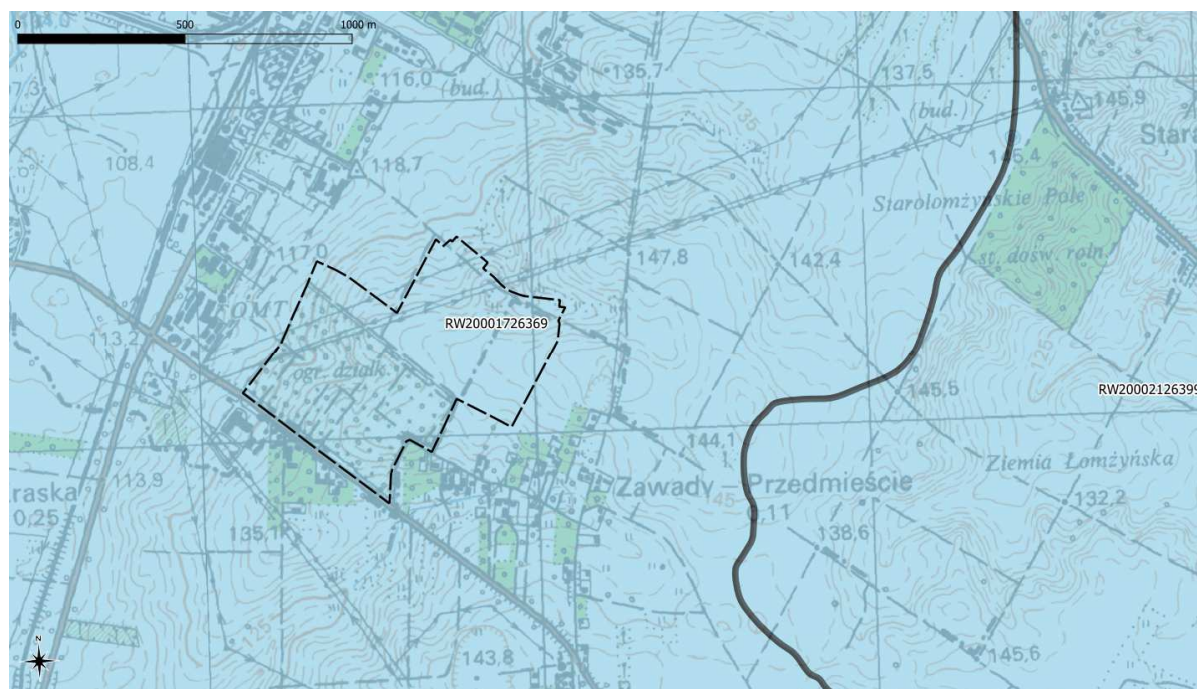 0 500 1000 m
135,7
137,5
116,0
(bud.)
(bud.)
145,9
Star
108,4
118,7
145,4
Starołomżyńskie Pole
117,0
147,8
142,4
st. dośw. roln.
OMT
RW20001726369
113,2
ogr. działk.
145,5
RW20002126399
144,1
Ziemia Łomżyńska
Zawady – Przedmieście
araska
113,9
132,2
0,25
135,1
138,6
N
143,8
145,6